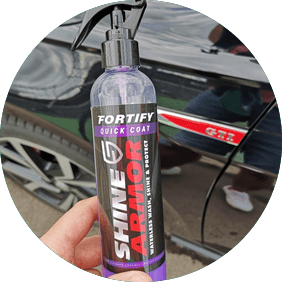 FORTIFY
QUICK COAT
SHINE
ARMOR
WATERLESS WASH, SHINE & PROTECT
GTI